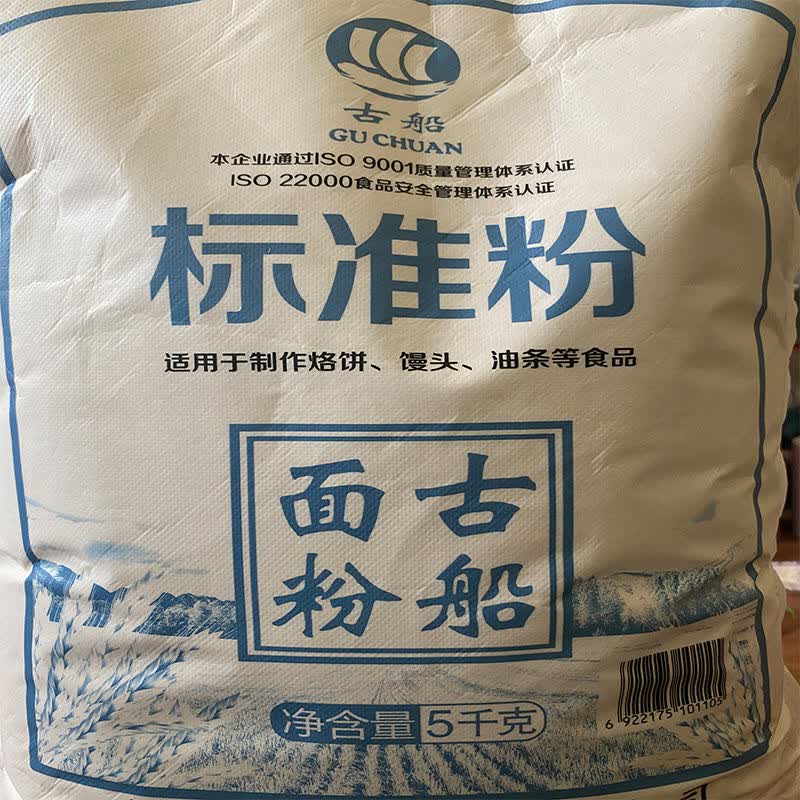 古船
GU CHUAN
本企业通过ISO 9001质量管理体系认证
ISO 22000食品安全管理体系认证
标准粉
适用于制作烙饼、馒头、油条等食品
古船
面粉
净含量 5千克
6 922175 101105
司